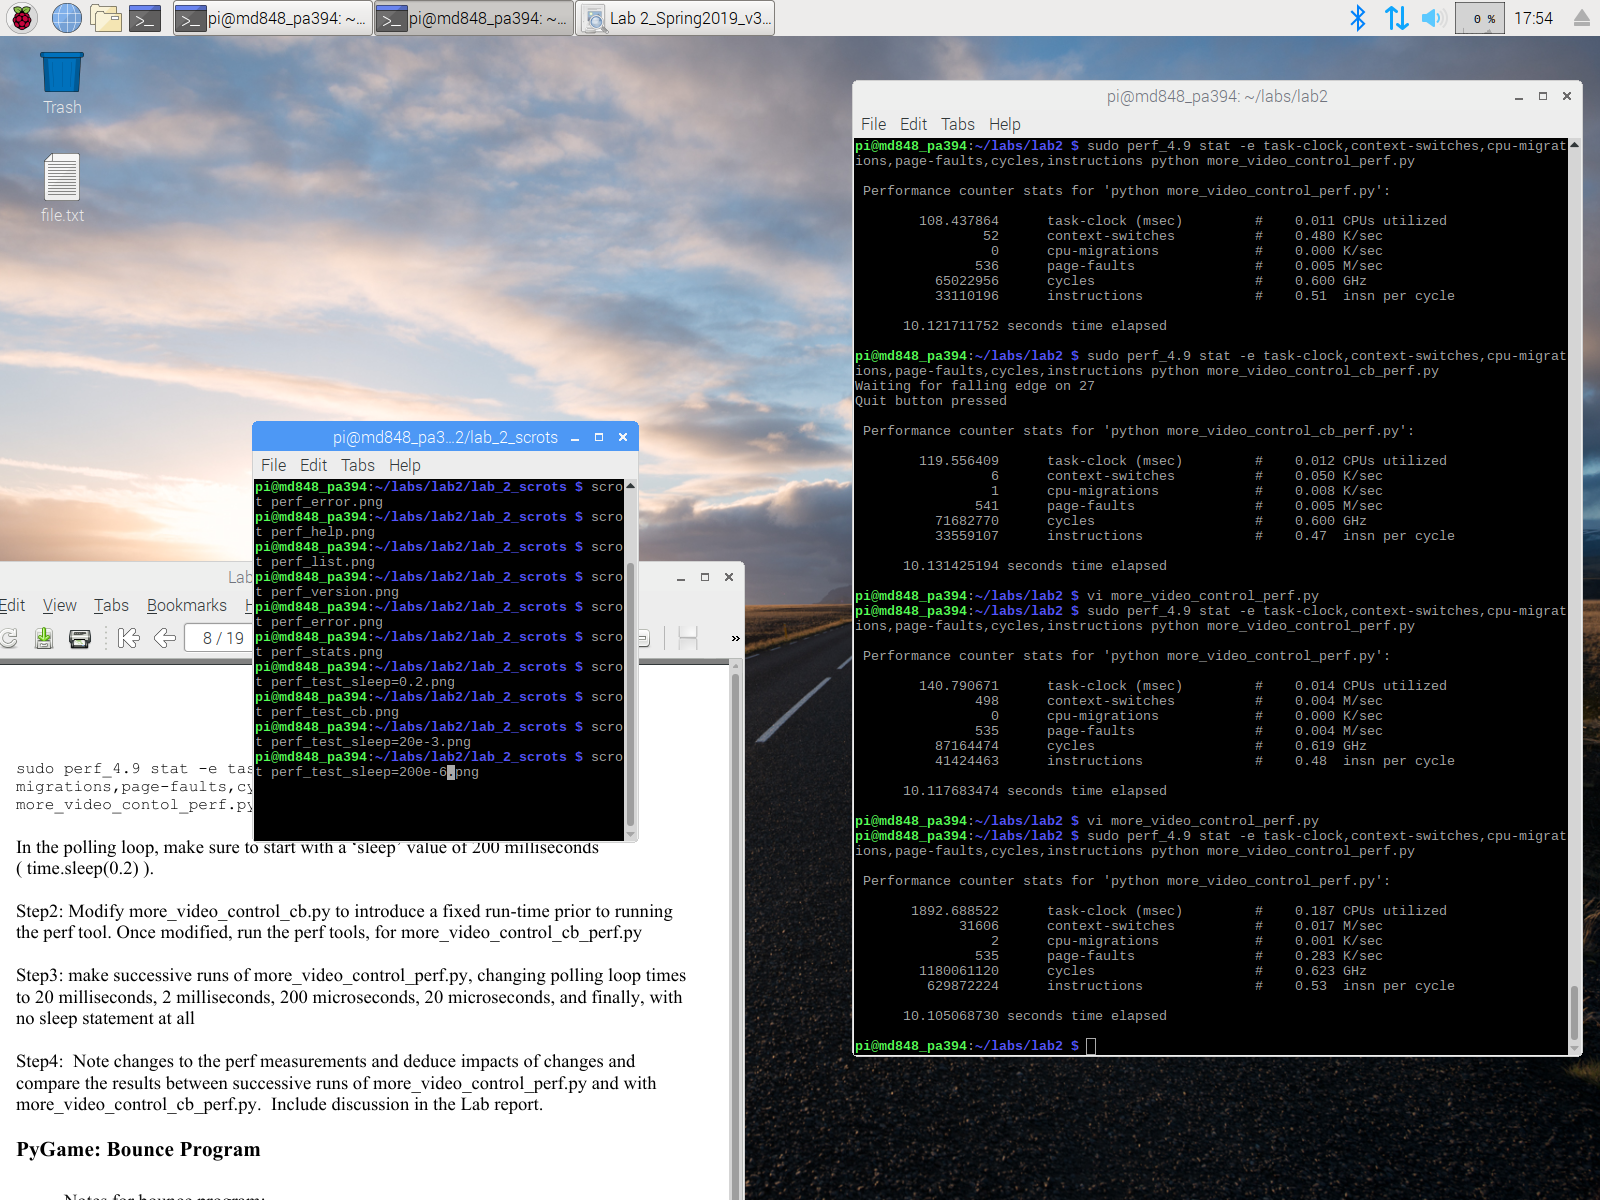 pi@md848_pa394: ~...
pi@md848_pa394: ~...
Lab 2_Spring2019_v3...
0 %
17:54
Trash
file.txt
pi@md848_pa394: ~/labs/lab2
File Edit Tabs Help
pi@md848_pa394:~/labs/lab2 $ sudo perf_4.9 stat -e task-clock,context-switches,cpu-migrat
ions,page-faults,cycles,instructions python more_video_control_perf.py
Performance counter stats for 'python more_video_control_perf.py':
108.437864 task-clock (msec) # 0.011 CPUs utilized
52 context-switches # 0.480 K/sec
0 cpu-migrations # 0.000 K/sec
536 page-faults # 0.005 M/sec
65022956 cycles # 0.600 GHz
33110196 instructions # 0.51 insn per cycle
10.121711752 seconds time elapsed
pi@md848_pa394:~/labs/lab2 $ sudo perf_4.9 stat -e task-clock,context-switches,cpu-migrat
ions,page-faults,cycles,instructions python more_video_control_cb_perf.py
Waiting for falling edge on 27
Quit button pressed
Performance counter stats for 'python more_video_control_cb_perf.py':
119.556409 task-clock (msec) # 0.012 CPUs utilized
6 context-switches # 0.050 K/sec
1 cpu-migrations # 0.008 K/sec
541 page-faults # 0.005 M/sec
71682770 cycles # 0.600 GHz
33559107 instructions # 0.47 insn per cycle
10.131425194 seconds time elapsed
pi@md848_pa394:~/labs/lab2 $ vi more_video_control_perf.py
pi@md848_pa394:~/labs/lab2 $ sudo perf_4.9 stat -e task-clock,context-switches,cpu-migrat
ions,page-faults,cycles,instructions python more_video_control_perf.py
Performance counter stats for 'python more_video_control_perf.py':
140.790671 task-clock (msec) # 0.014 CPUs utilized
498 context-switches # 0.004 M/sec
0 cpu-migrations # 0.000 K/sec
535 page-faults # 0.004 M/sec
87164474 cycles # 0.619 GHz
41424463 instructions # 0.48 insn per cycle
10.117683474 seconds time elapsed
pi@md848_pa394:~/labs/lab2 $ vi more_video_control_perf.py
pi@md848_pa394:~/labs/lab2 $ sudo perf_4.9 stat -e task-clock,context-switches,cpu-migrat
ions,page-faults,cycles,instructions python more_video_control_perf.py
Performance counter stats for 'python more_video_control_perf.py':
1892.688522 task-clock (msec) # 0.187 CPUs utilized
31606 context-switches # 0.017 M/sec
2 cpu-migrations # 0.001 K/sec
535 page-faults # 0.283 K/sec
1180061120 cycles # 0.623 GHz
629872224 instructions # 0.53 insn per cycle
10.105068730 seconds time elapsed
pi@md848_pa394:~/labs/lab2 $
pi@md848_pa3...2/lab_2_scrots
File Edit Tabs Help
pi@md848_pa394:~/labs/lab2/lab_2_scrots $ scro
t perf_error.png
pi@md848_pa394:~/labs/lab2/lab_2_scrots $ scro
t perf_help.png
pi@md848_pa394:~/labs/lab2/lab_2_scrots $ scro
t perf_list.png
pi@md848_pa394:~/labs/lab2/lab_2_scrots $ scro
t perf_version.png
pi@md848_pa394:~/labs/lab2/lab_2_scrots $ scro
t perf_error.png
pi@md848_pa394:~/labs/lab2/lab_2_scrots $ scro
t perf_stats.png
pi@md848_pa394:~/labs/lab2/lab_2_scrots $ scro
t perf_test_sleep=0.2.png
pi@md848_pa394:~/labs/lab2/lab_2_scrots $ scro
t perf_test_cb.png
pi@md848_pa394:~/labs/lab2/lab_2_scrots $ scro
t perf_test_sleep=20e-3.png
pi@md848_pa394:~/labs/lab2/lab_2_scrots $ scro
t perf_test_sleep=200e-6.png
Lab
Edit View Tabs Bookmarks H
8 / 19 »
sudo perf_4.9 stat -e tas
migrations,page-faults,cy
more_video_contol_perf.py
In the polling loop, make sure to start with a ‘sleep’ value of 200 milliseconds
( time.sleep(0.2) ).
Step2: Modify more_video_control_cb.py to introduce a fixed run-time prior to running
the perf tool. Once modified, run the perf tools, for more_video_control_cb_perf.py
Step3: make successive runs of more_video_control_perf.py, changing polling loop times
to 20 milliseconds, 2 milliseconds, 200 microseconds, 20 microseconds, and finally, with
no sleep statement at all
Step4: Note changes to the perf measurements and deduce impacts of changes and
compare the results between successive runs of more_video_control_perf.py and with
more_video_control_cb_perf.py. Include discussion in the Lab report.
PyGame: Bounce Program
Notes for bounce program: